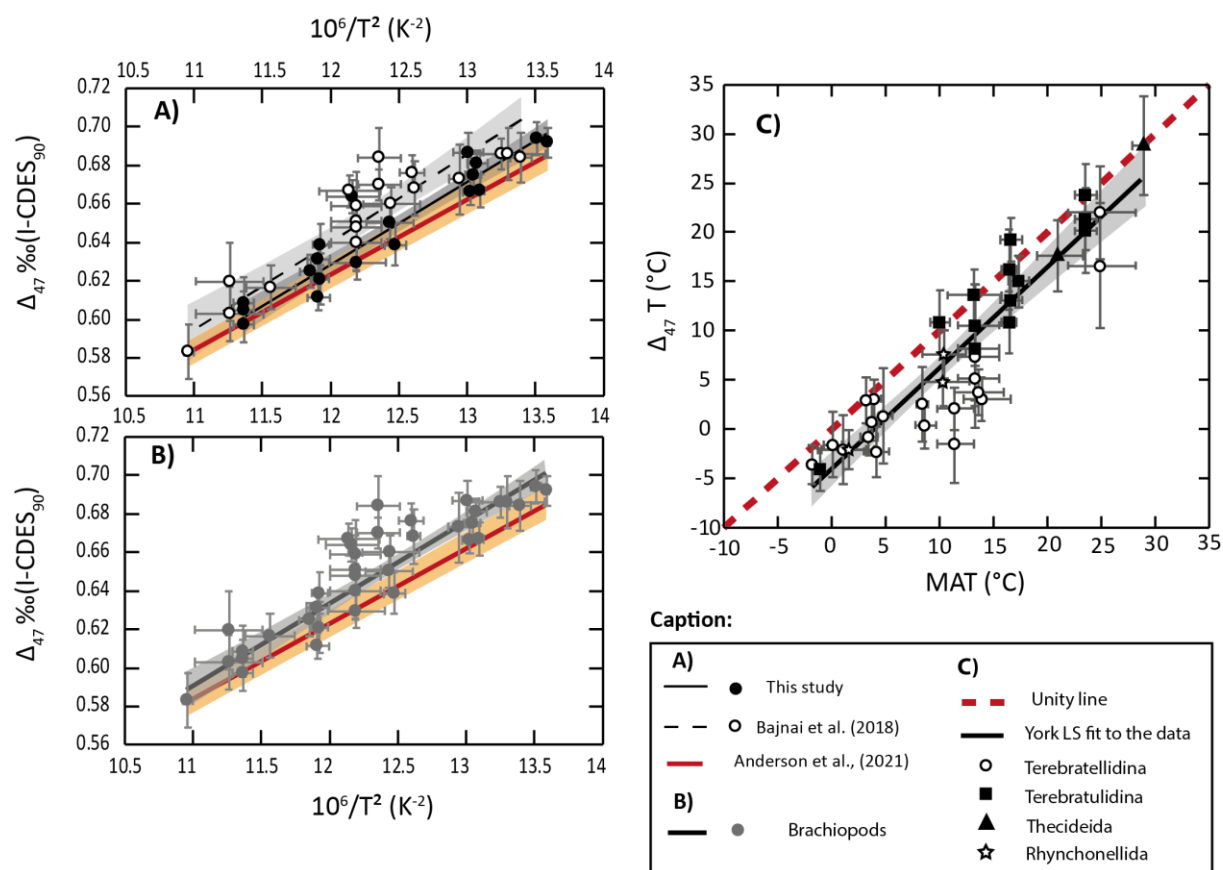 10⁶/T² (K⁻²)
10.5 11 11.5 12 12.5 13 13.5 14
A)
0.72
0.70
0.68
0.66
0.64
0.62
0.60
0.58
0.56
Δ₄₇ ‰(I-CDES₉₀)
10.5 11 11.5 12 12.5 13 13.5 14
B)
0.72
0.70
0.68
0.66
0.64
0.62
0.60
0.58
0.56
Δ₄₇ ‰(I-CDES₉₀)
10.5 11 11.5 12 12.5 13 13.5 14
10⁶/T² (K⁻²)
C)
35
30
25
20
15
10
5
0
-5
-10
Δ₄₇ T (°C)
-10 -5 0 5 10 15 20 25 30 35
MAT (°C)
Caption:
A)
This study
Bajnai et al. (2018)
Anderson et al., (2021)
B)
Brachiopods
C)
Unity line
York LS fit to the data
Terebratellidina
Terebratulidina
Thecideida
Rhynchonellida